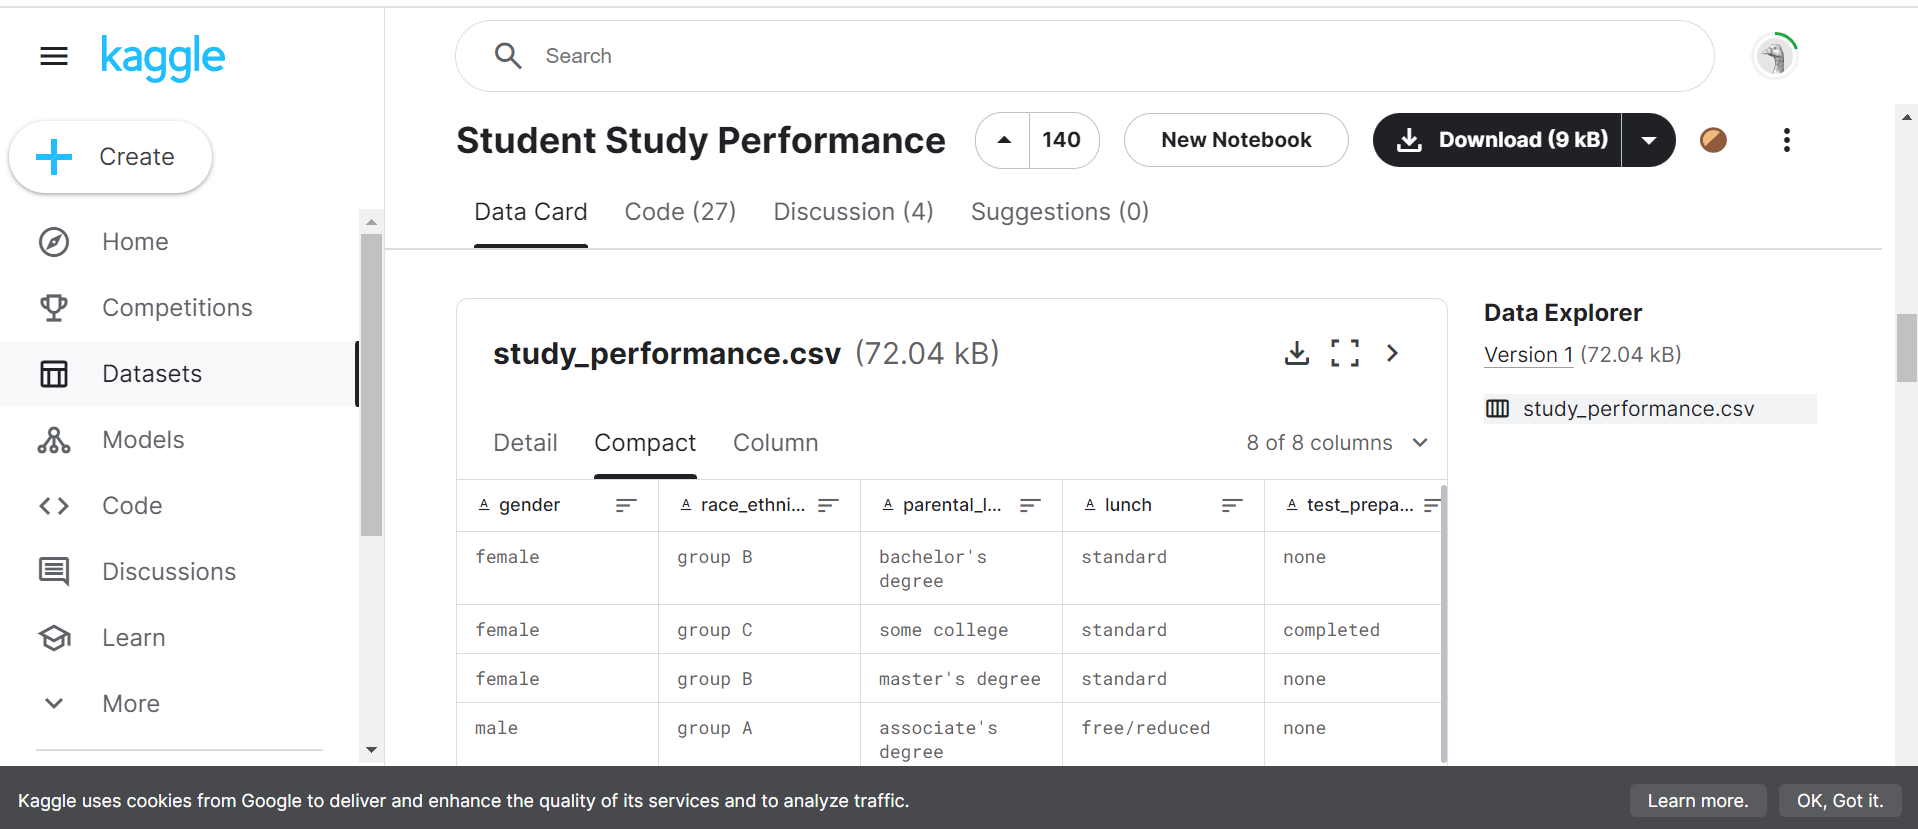 kaggle
Search
Create
Home
Competitions
Datasets
Models
Code
Discussions
Learn
More
Student Study Performance
140
New Notebook
Download (9 kB)
Data Card Code (27) Discussion (4) Suggestions (0)
study_performance.csv (72.04 kB)
Detail Compact Column 8 of 8 columns
A gender A race_ethni... A parental_l... A lunch A test_prepa...
female group B bachelor's degree standard none
female group C some college standard completed
female group B master's degree standard none
male group A associate's degree free/reduced none
Data Explorer
Version 1 (72.04 kB)
study_performance.csv
Kaggle uses cookies from Google to deliver and enhance the quality of its services and to analyze traffic.
Learn more. OK, Got it.